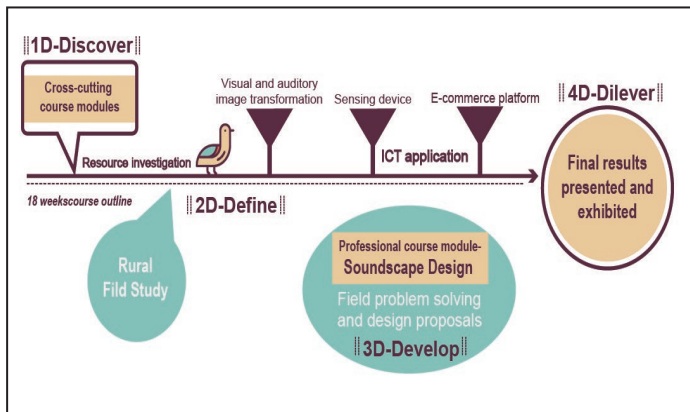 1D-Discover
Cross-cutting
course modules
Visual and auditory
image transformation
Sensing device
E-commerce platform
4D-Dilever
Resource investigation
ICT application
Final results
presented and
exhibited
18 weekscourse outline
2D-Define
Rural
Fild Study
Professional course module-
Soundscape Design
Field problem solving
and design proposals
3D-Develop